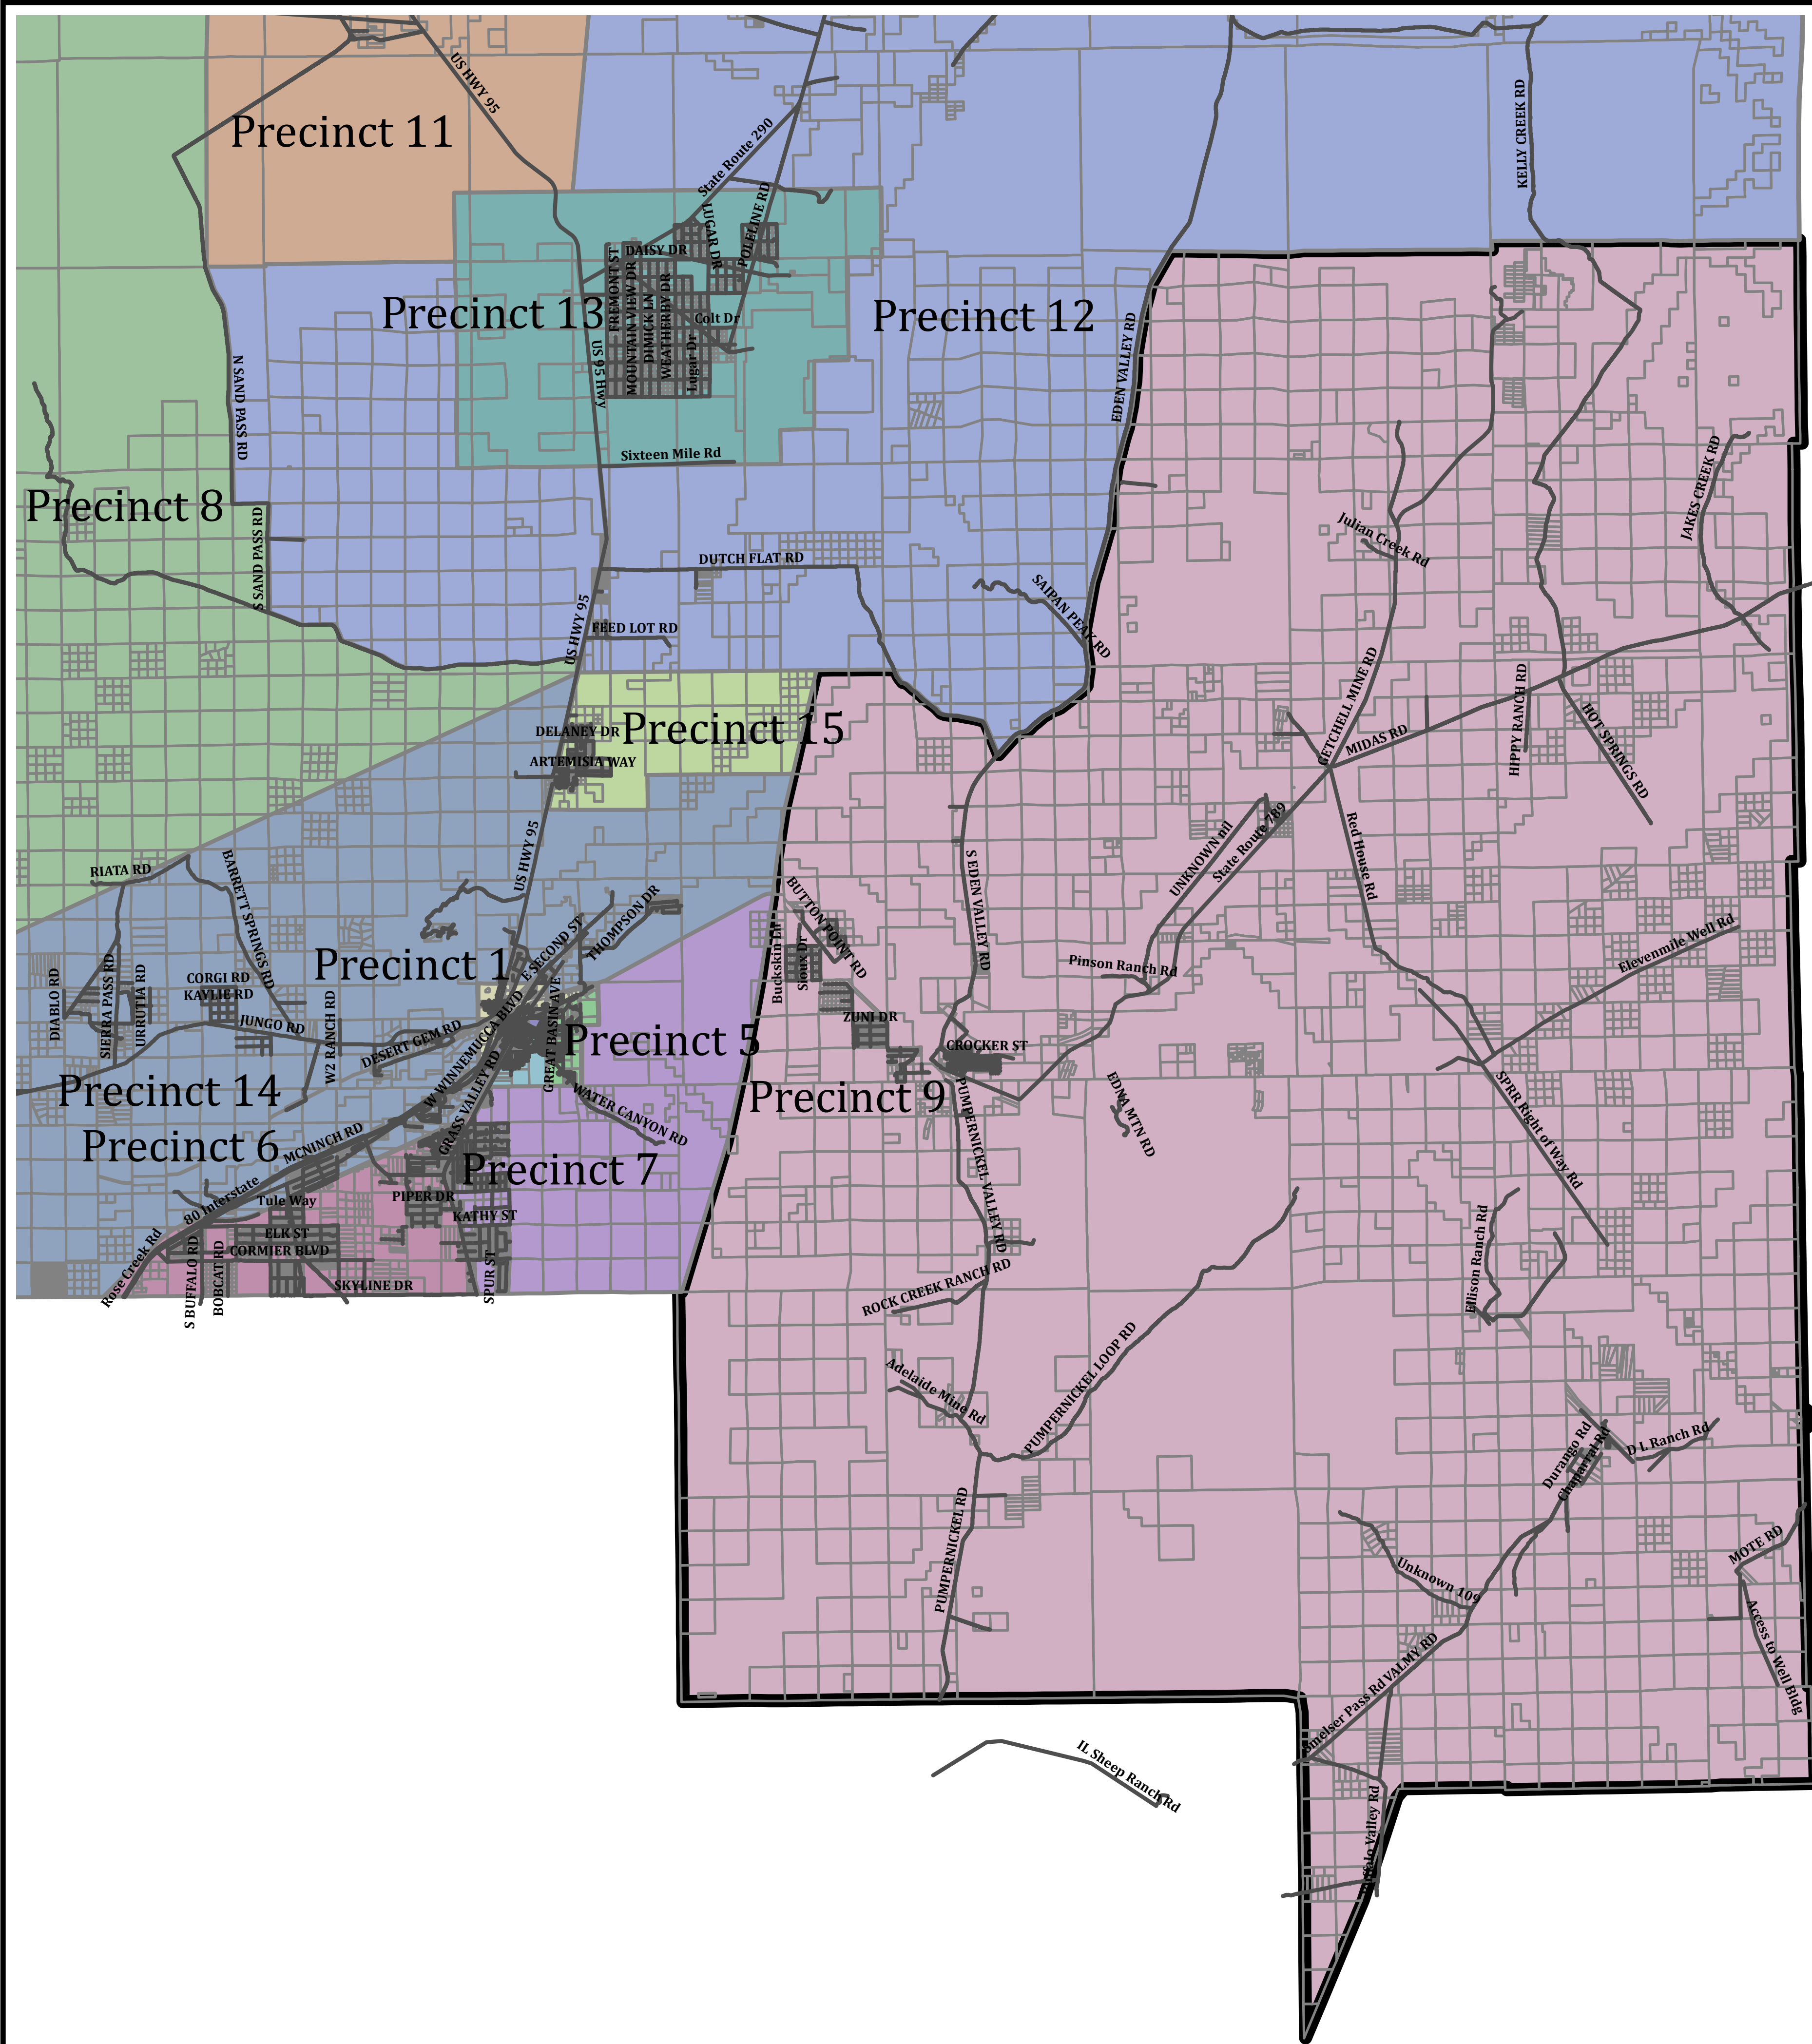 US HWY 95
KELLY CREEK RD
Precinct 11
State Route 290
POLELINE RD
LUGAR DR
DAISY DR
FREMONT ST
MOUNTAIN VIEW DR
DIMICK LN
WEATHERBY DR
Colt Dr
Lugar Dr
Precinct 13
Precinct 12
US 95 HWY
EDEN VALLEY RD
N SAND PASS RD
Sixteen Mile Rd
JAKES CREEK RD
Precinct 8
S SAND PASS RD
Julian Creek Rd
DUTCH FLAT RD
SAIPAN PEAK RD
US HWY 95
FEED LOT RD
GETCHELL MINE RD
HIPPY RANCH RD
HOT SPRINGS RD
MIDAS RD
DELANEY DR
Precinct 15
ARTEMISIA WAY
UNKNOWN nil
State Route 789
Red House Rd
US HWY 95
RIATA RD
BARRETT SPRINGS RD
S EDEN VALLEY RD
BUTTON POINT RD
Buckskin Ln
Sioux Dr
THOMPSON DR
E SECOND ST
Elevenmile Well Rd
Precinct 1
Pinson Ranch Rd
CORGI RD
KAYLIE RD
DIABLO RD
SIERRA PASS RD
URRUTIA RD
JUNGO RD
W2 RANCH RD
DESERT GEM RD
W WINNEMUCCA BLVD
GREAT BASIN AVE
ZUNI DR
Precinct 5
CROCKER ST
GRASS VALLEY RD
Precinct 14
Precinct 9
EDNA MTN RD
SPRR Right of Way Rd
WATER CANYON RD
Precinct 6
MCNINCH RD
PUMPERNICKEL VALLEY RD
Precinct 7
80 Interstate
Tule Way
PIPER DR
KATHY ST
ELK ST
CORMIER BLVD
Rose Creek Rd
S BUFFALO RD
BOBCAT RD
SKYLINE DR
SPUR ST
Ellison Ranch Rd
ROCK CREEK RANCH RD
PUMPERNICKEL LOOP RD
Adelaide Mine Rd
Durango Rd
Chaparral Rd
D L Ranch Rd
PUMPERNICKEL RD
MOTE RD
Unknown 109
Access to Well Bldg
VALMY RD
Smelser Pass Rd
IL Sheep Ranch Rd
Buffalo Valley Rd